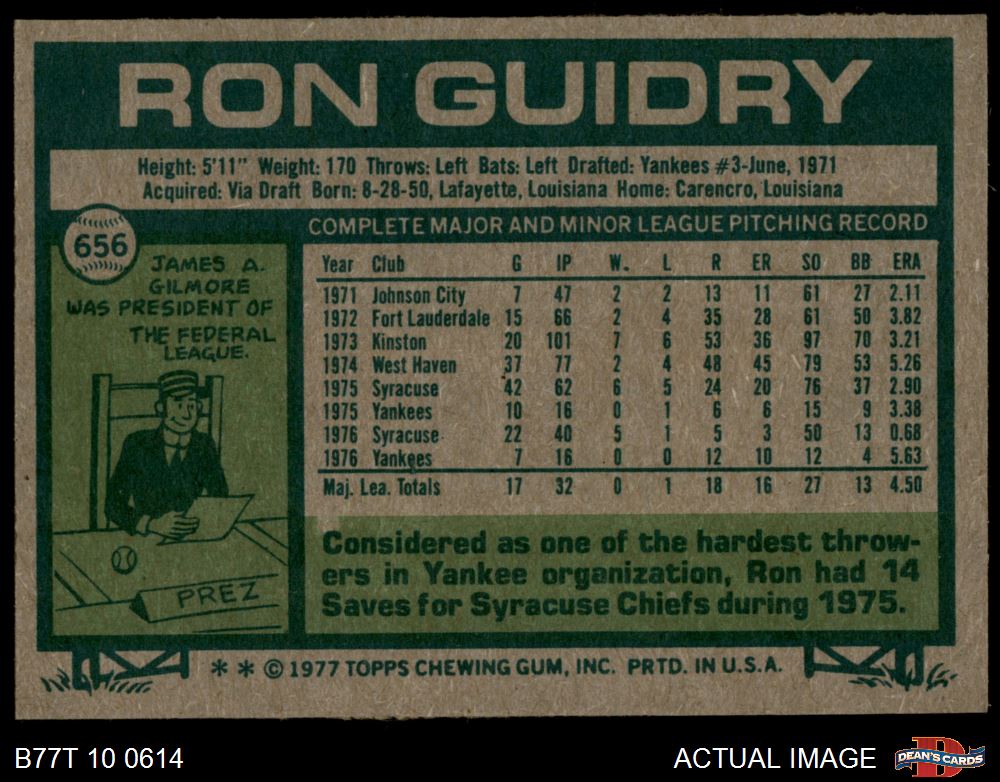 RON GUIDRY
Height: 5'11" Weight: 170 Throws: Left Bats: Left Drafted: Yankees #3-June, 1971
Acquired: Via Draft Born: 8-28-50, Lafayette, Louisiana Home: Carencro, Louisiana
656
JAMES A.
GILMORE
WAS PRESIDENT OF
THE FEDERAL
LEAGUE.
PREZ
COMPLETE MAJOR AND MINOR LEAGUE PITCHING RECORD
Year Club G IP W. L R ER SO BB ERA
1971 Johnson City 7 47 2 2 13 11 61 27 2.11
1972 Fort Lauderdale 15 66 2 4 35 28 61 50 3.82
1973 Kinston 20 101 7 6 53 36 97 70 3.21
1974 West Haven 37 77 2 4 48 45 79 53 5.26
1975 Syracuse 42 62 6 5 24 20 76 37 2.90
1975 Yankees 10 16 0 1 6 6 15 9 3.38
1976 Syracuse 22 40 5 1 5 3 50 13 0.68
1976 Yankees 7 16 0 0 12 10 12 4 5.63
Maj. Lea. Totals 17 32 0 1 18 16 27 13 4.50
Considered as one of the hardest throw-
ers in Yankee organization, Ron had 14
Saves for Syracuse Chiefs during 1975.
* * © 1977 TOPPS CHEWING GUM, INC. PRTD. IN U.S.A.
B77T 10 0614
ACTUAL IMAGE
DEAN'S CARDS